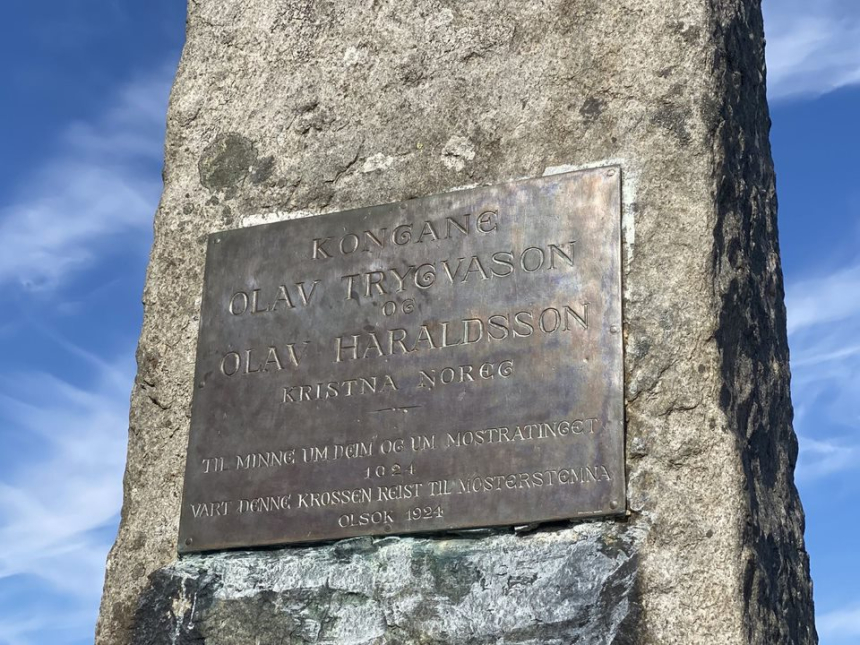 KONGANE
OLAV TRYGVASON
OG
OLAV HARALDSSON
KRISTNA NOREG
TIL MINNE UM DEIM OG UM MOSTRATINGET
1024
VART DENNE KROSSEN REIST TIL MOSTERSTEMNA
OLSOK 1924